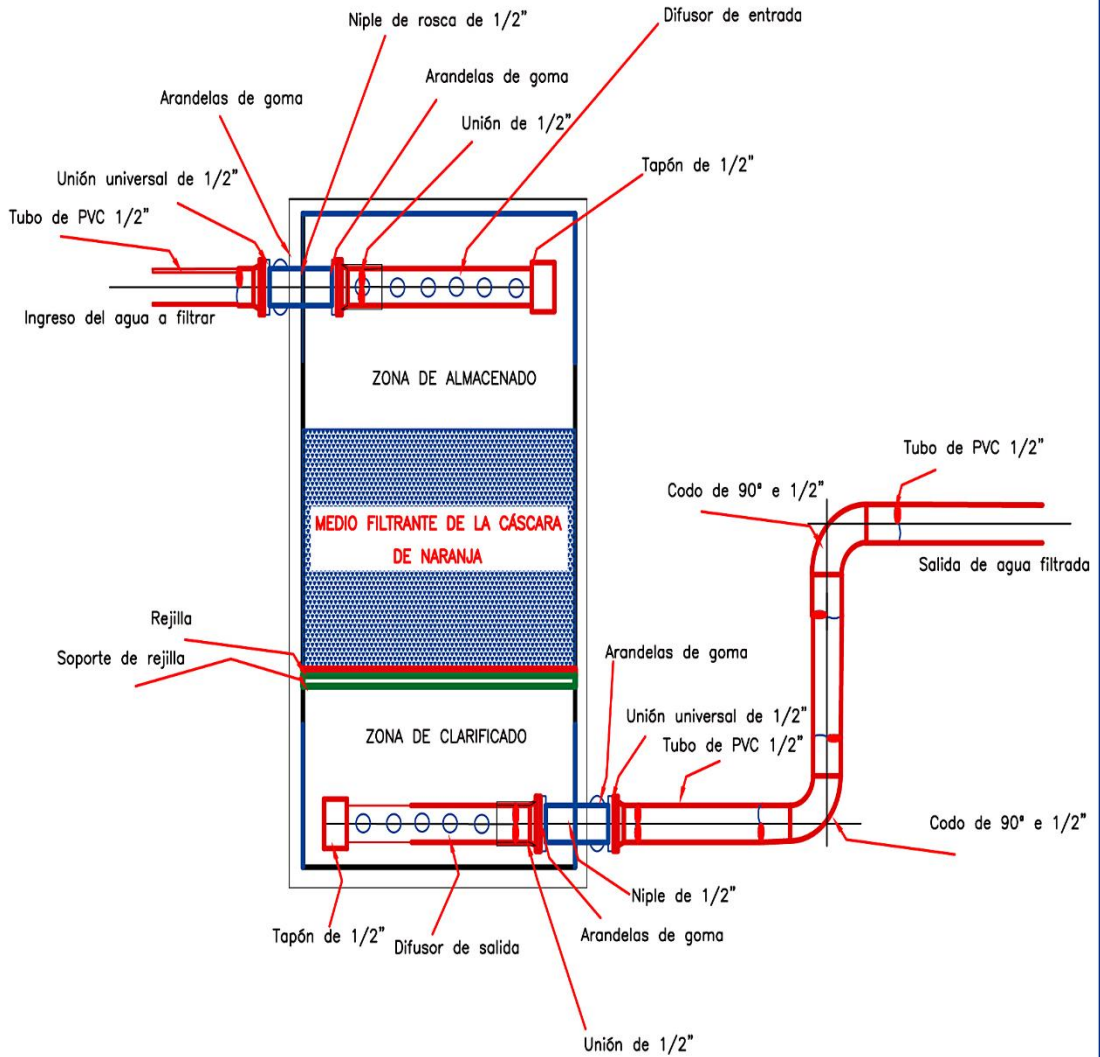 Niple de rosca de 1/2"
Difusor de entrada
Arandelas de goma
Arandelas de goma
Unión de 1/2"
Tapón de 1/2"
Unión universal de 1/2"
Tubo de PVC 1/2"
Ingreso del agua a filtrar
ZONA DE ALMACENADO
Tubo de PVC 1/2"
Codo de 90° e 1/2"
MEDIO FILTRANTE DE LA CÁSCARA
DE NARANJA
Salida de agua filtrada
Rejilla
Soporte de rejilla
Arandelas de goma
Unión universal de 1/2"
ZONA DE CLARIFICADO
Tubo de PVC 1/2"
Codo de 90° e 1/2"
Niple de 1/2"
Tapón de 1/2"
Difusor de salida
Arandelas de goma
Unión de 1/2"